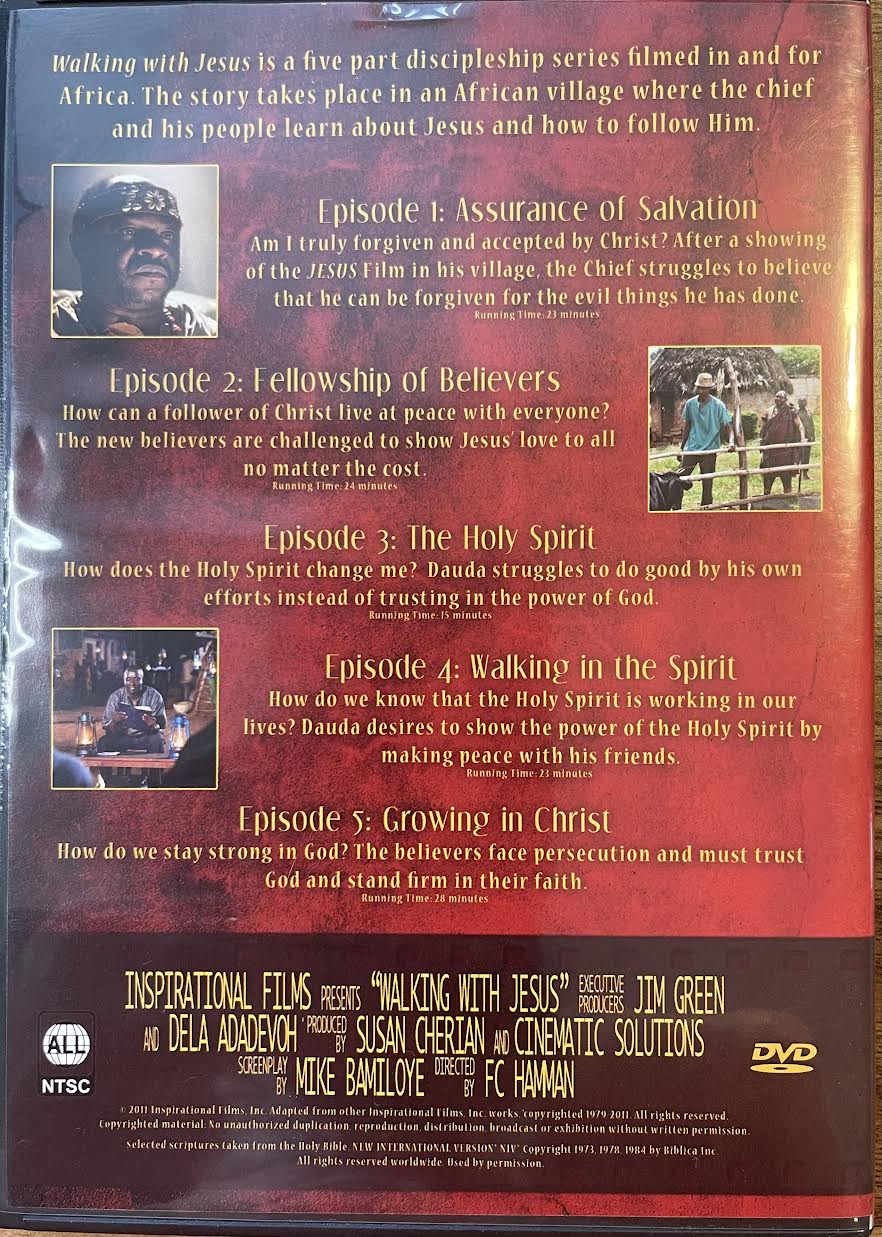 Walking with Jesus is a five part discipleship series filmed in and for
Africa. The story takes place in an African village where the chief
and his people learn about Jesus and how to follow Him.
Episode 1: Assurance of Salvation
Am I truly forgiven and accepted by Christ? After a showing
of the JESUS Film in his village, the Chief struggles to believe
that he can be forgiven for the evil things he has done.
Running Time: 23 minutes
Episode 2: Fellowship of Believers
How can a follower of Christ live at peace with everyone?
The new believers are challenged to show Jesus' love to all
no matter the cost.
Running Time: 24 minutes
Episode 3: The Holy Spirit
How does the Holy Spirit change me? Dauda struggles to do good by his own
efforts instead of trusting in the power of God.
Running Time: 15 minutes
Episode 4: Walking in the Spirit
How do we know that the Holy Spirit is working in our
lives? Dauda desires to show the power of the Holy Spirit by
making peace with his friends.
Running Time: 23 minutes
Episode 5: Growing in Christ
How do we stay strong in God? The believers face persecution and must trust
God and stand firm in their faith.
Running Time: 28 minutes
INSPIRATIONAL FILMS PRESENTS "WALKING WITH JESUS" EXECUTIVE PRODUCERS JIM GREEN
AND DELA ADADEVOH PRODUCED BY SUSAN CHERIAN AND CINEMATIC SOLUTIONS
SCREENPLAY BY MIKE BAMILOYE DIRECTED BY FC HAMMAN
ALL
NTSC
DVD
© 2011 Inspirational Films, Inc. Adapted from other Inspirational Films, Inc. works, copyrighted 1979-2011. All rights reserved.
Copyrighted material: No unauthorized duplication, reproduction, distribution, broadcast or exhibition without written permission.
Selected scriptures taken from the Holy Bible, NEW INTERNATIONAL VERSION® NIV® Copyright 1973, 1978, 1984 by Biblica Inc.
All rights reserved worldwide. Used by permission.